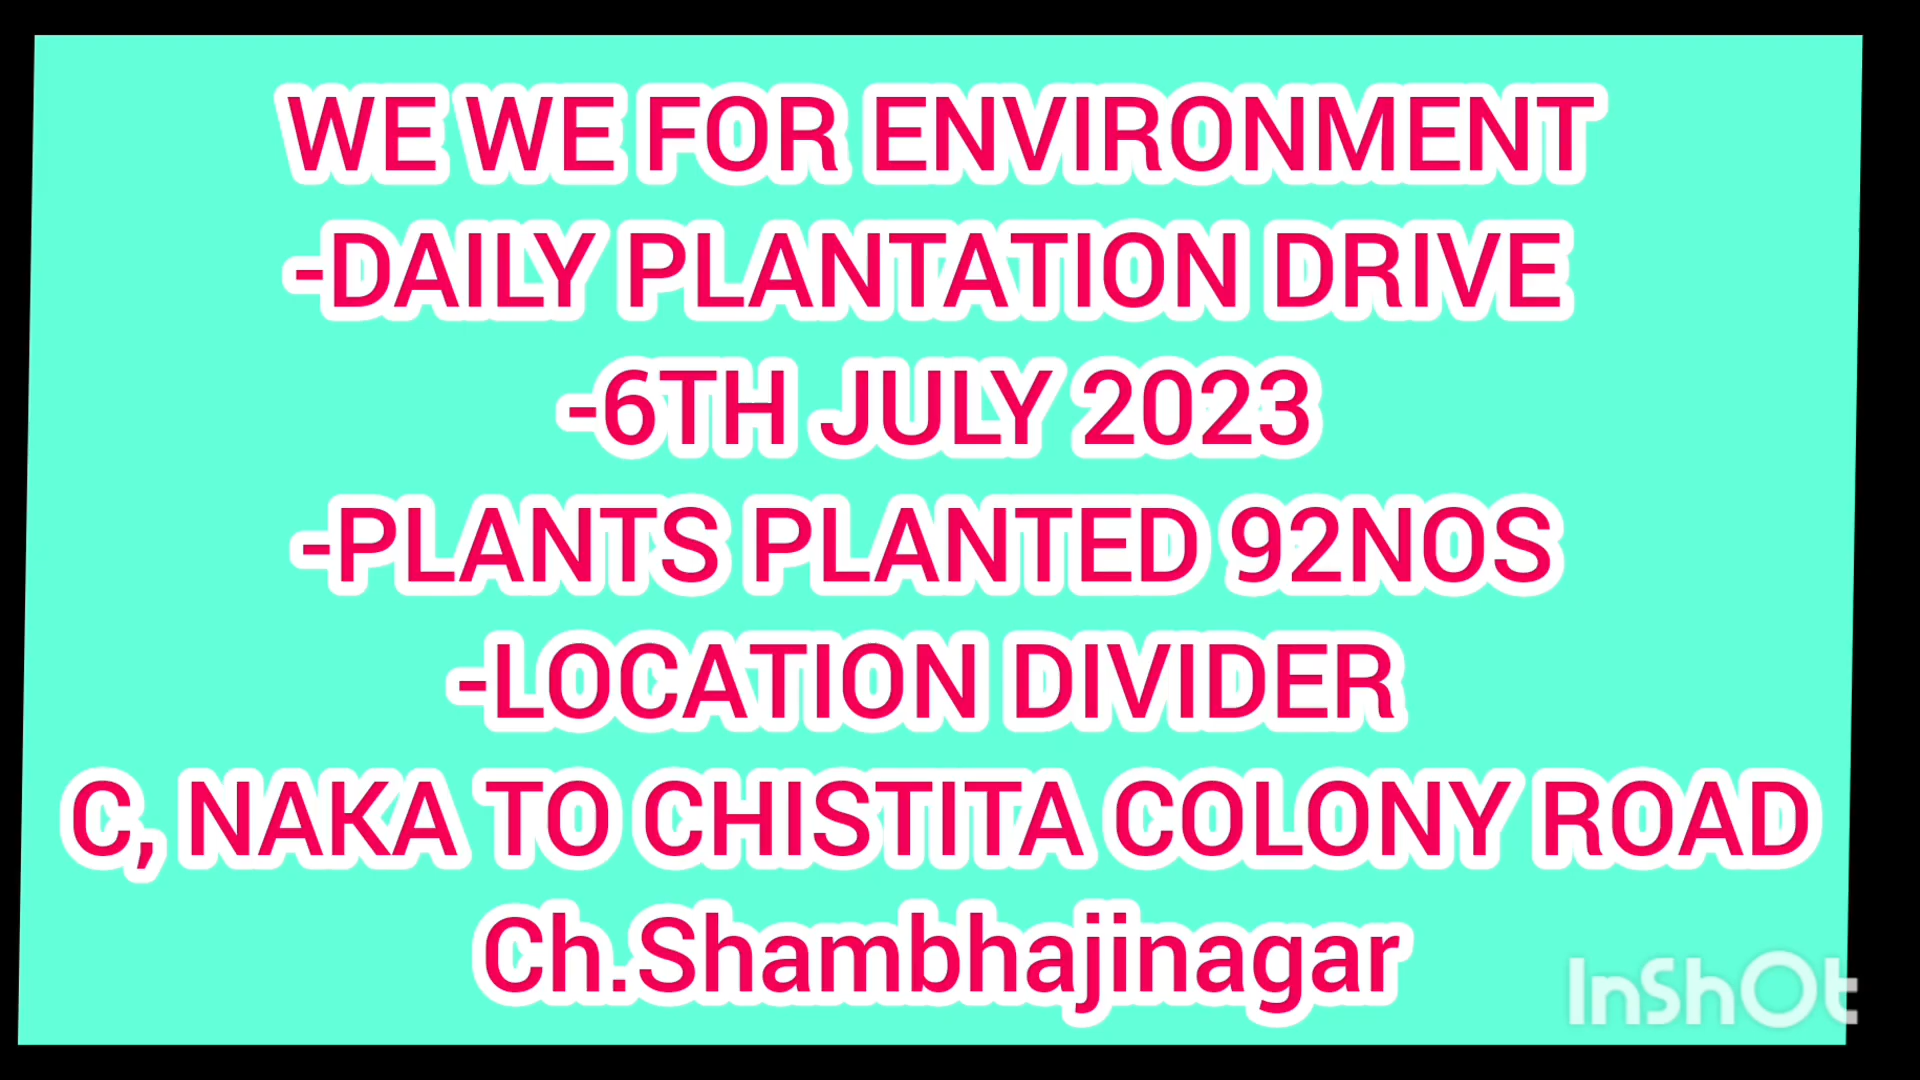 WE WE FOR ENVIRONMENT
-DAILY PLANTATION DRIVE
-6TH JULY 2023
-PLANTS PLANTED 92NOS
-LOCATION DIVIDER
C, NAKA TO CHISTITA COLONY ROAD
Ch.Shambhajinagar
InShOt